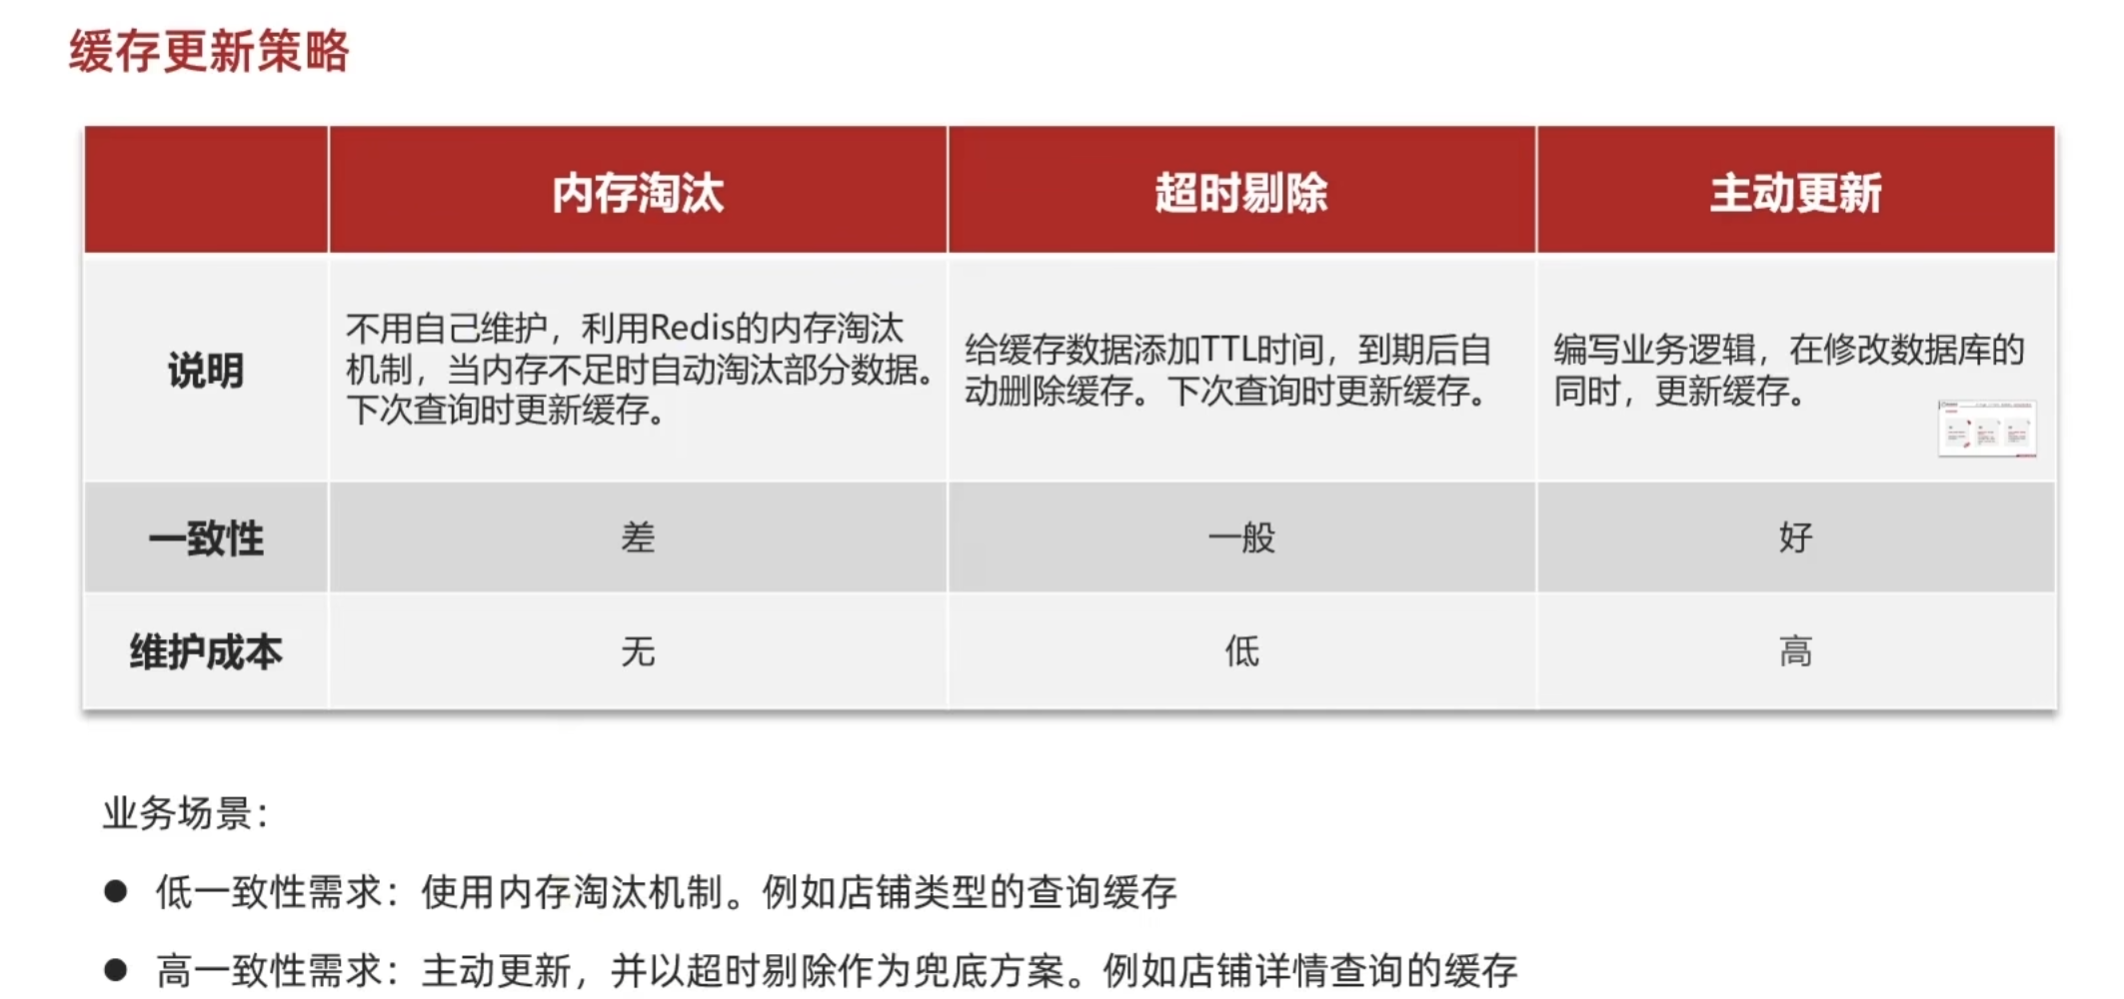 缓存更新策略
内存淘汰 超时剔除 主动更新
说明
不用自己维护，利用Redis的内存淘汰
机制，当内存不足时自动淘汰部分数据。
下次查询时更新缓存。
给缓存数据添加TTL时间，到期后自
动删除缓存。下次查询时更新缓存。
编写业务逻辑，在修改数据库的
同时，更新缓存。
一致性 差 一般 好
维护成本 无 低 高
业务场景：
● 低一致性需求：使用内存淘汰机制。例如店铺类型的查询缓存
● 高一致性需求：主动更新，并以超时剔除作为兜底方案。例如店铺详情查询的缓存